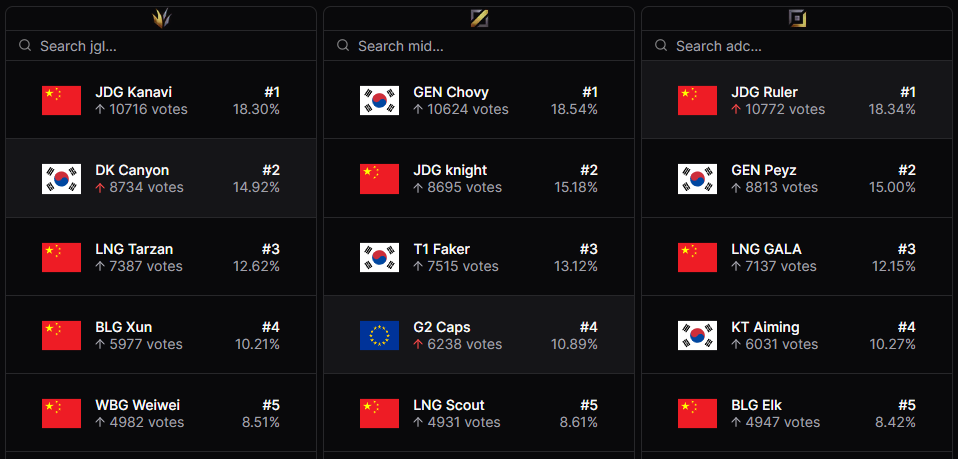 Search jgl...
JDG Kanavi #1
↑ 10716 votes 18.30%
DK Canyon #2
↑ 8734 votes 14.92%
LNG Tarzan #3
↑ 7387 votes 12.62%
BLG Xun #4
↑ 5977 votes 10.21%
WBG Weiwei #5
↑ 4982 votes 8.51%
Search mid...
GEN Chovy #1
↑ 10624 votes 18.54%
JDG knight #2
↑ 8695 votes 15.18%
T1 Faker #3
↑ 7515 votes 13.12%
G2 Caps #4
↑ 6238 votes 10.89%
LNG Scout #5
↑ 4931 votes 8.61%
Search adc...
JDG Ruler #1
↑ 10772 votes 18.34%
GEN Peyz #2
↑ 8813 votes 15.00%
LNG GALA #3
↑ 7137 votes 12.15%
KT Aiming #4
↑ 6031 votes 10.27%
BLG Elk #5
↑ 4947 votes 8.42%